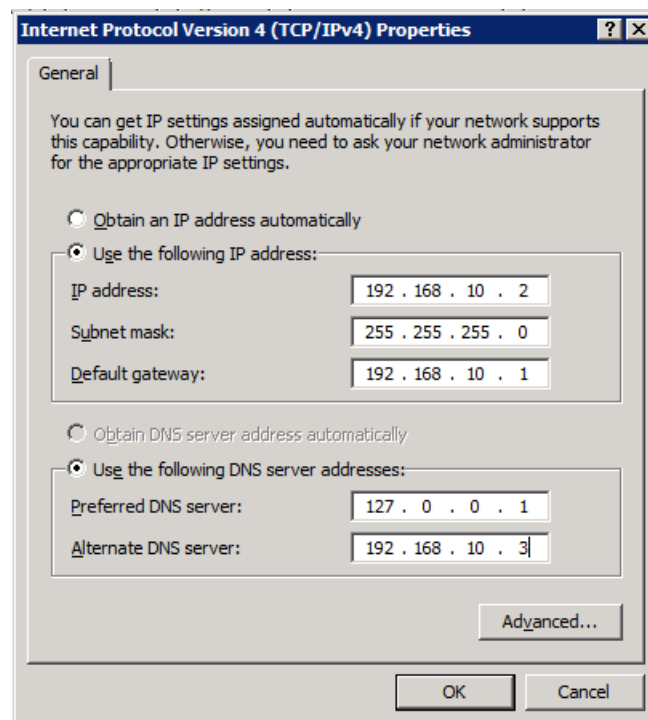 Internet Protocol Version 4 (TCP/IPv4) Properties
General
You can get IP settings assigned automatically if your network supports
this capability. Otherwise, you need to ask your network administrator
for the appropriate IP settings.
Obtain an IP address automatically
Use the following IP address:
IP address: 192 . 168 . 10 . 2
Subnet mask: 255 . 255 . 255 . 0
Default gateway: 192 . 168 . 10 . 1
Obtain DNS server address automatically
Use the following DNS server addresses:
Preferred DNS server: 127 . 0 . 0 . 1
Alternate DNS server: 192 . 168 . 10 . 3
Advanced...
OK Cancel